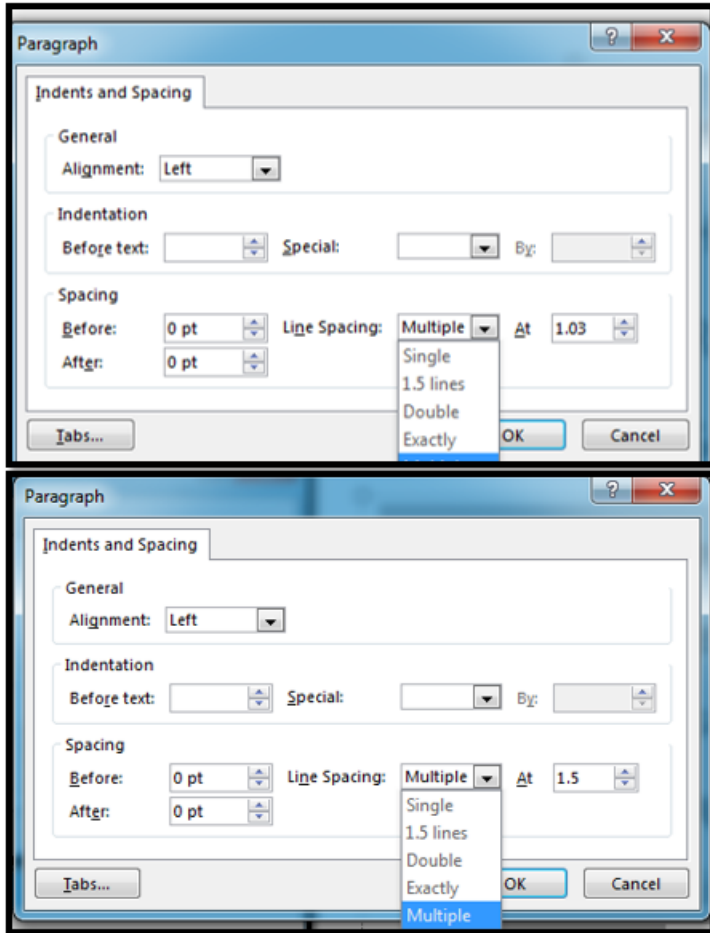 Paragraph
Indents and Spacing
General
Alignment: Left
Indentation
Before text: Special: By:
Spacing
Before: 0 pt Line Spacing: Multiple At 1.03
After: 0 pt
Single
1.5 lines
Double
Exactly
Tabs... OK Cancel
Paragraph
Indents and Spacing
General
Alignment: Left
Indentation
Before text: Special: By:
Spacing
Before: 0 pt Line Spacing: Multiple At 1.5
After: 0 pt
Single
1.5 lines
Double
Exactly
Multiple
Tabs... OK Cancel